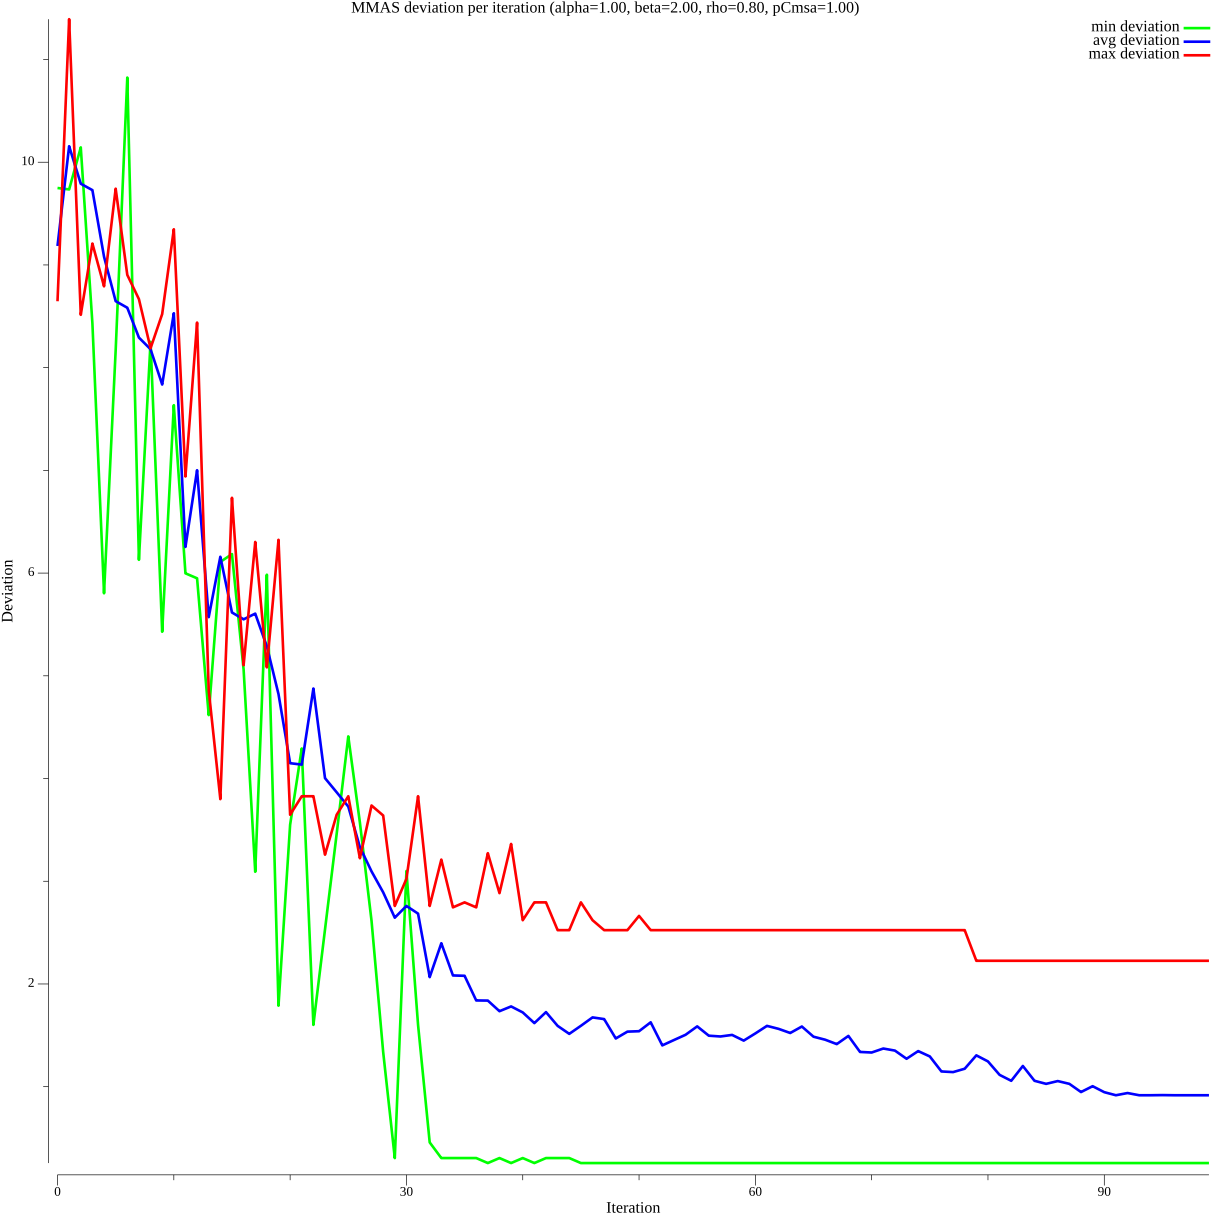 MMAS deviation per iteration (alpha=1.00, beta=2.00, rho=0.80, pCmsa=1.00)
min deviation
avg deviation
max deviation
10
6
2
Deviation
0
30
60
90
Iteration